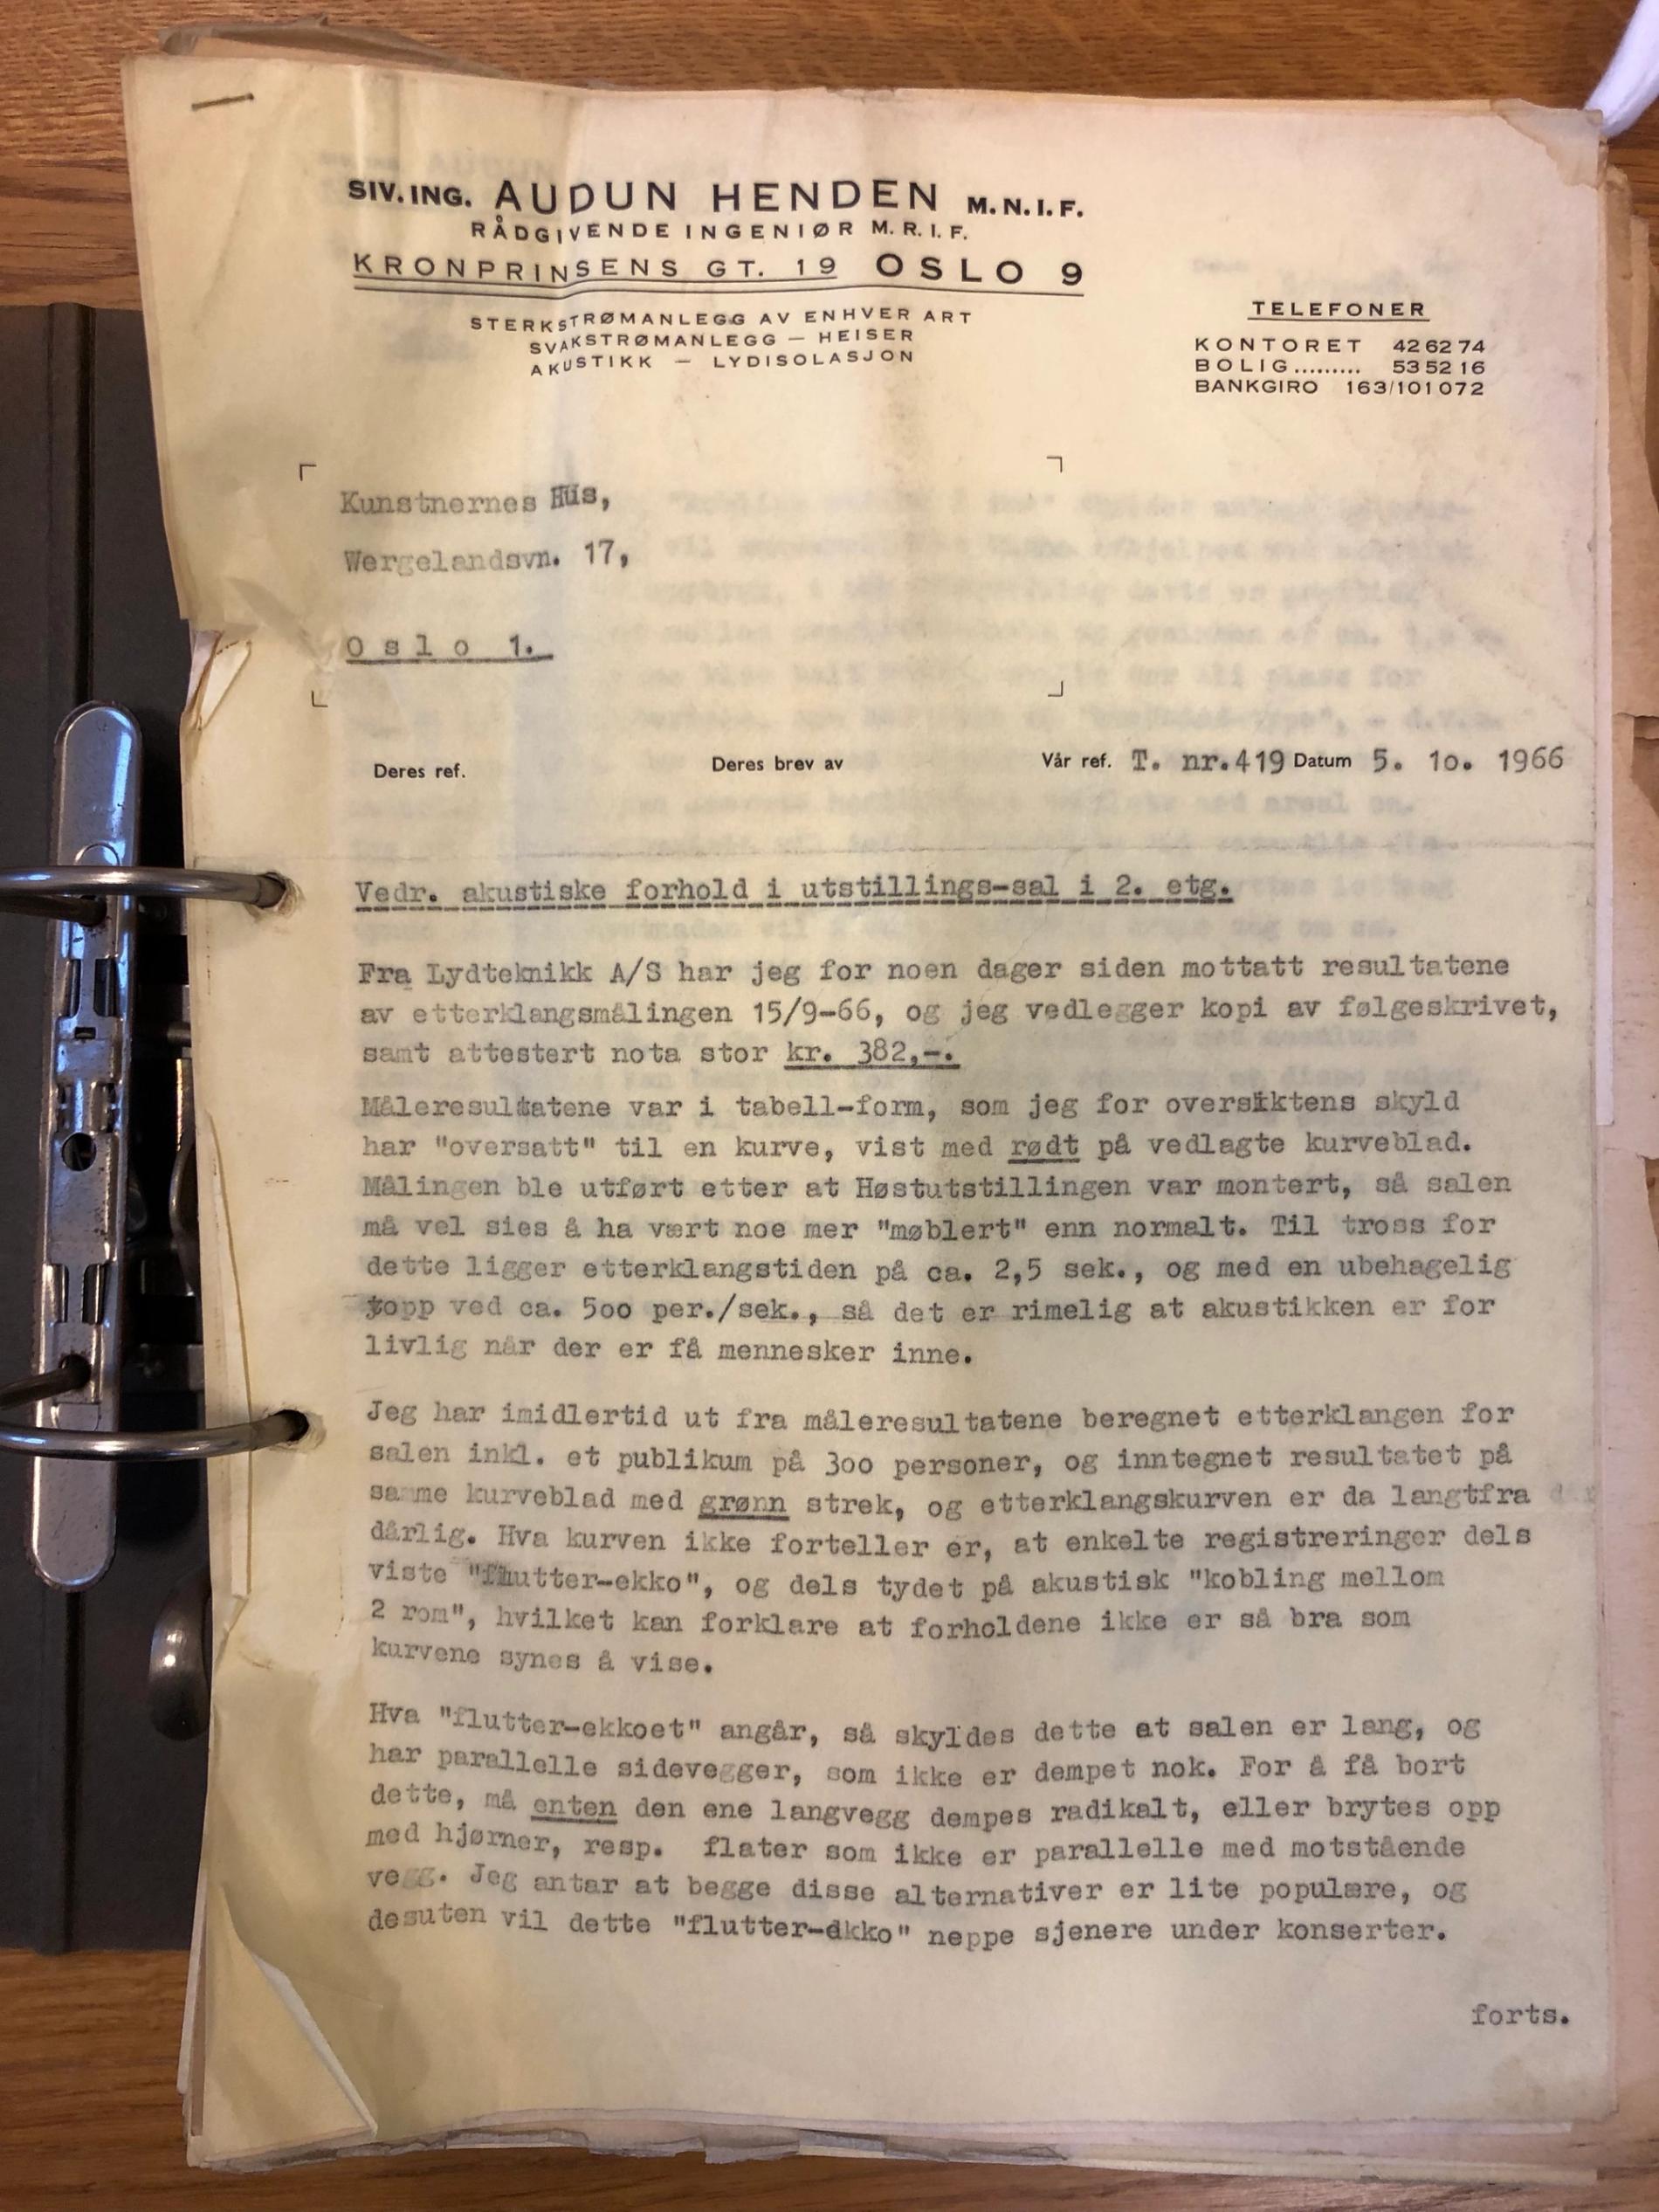 SIV. ING. AUDUN HENDEN M. N. I. F.
RÅDGIVENDE INGENIØR M. R. I. F.
KRONPRINSENS GT. 19 OSLO 9
STERKSTRØMANLEGG AV ENHVER ART
SVAKSTRØMANLEGG — HEISER
AKUSTIKK — LYDISOLASJON
TELEFONER
KONTORET 42 62 74
BOLIG ......... 53 52 16
BANKGIRO 163/101072
Kunstnernes Hus,
Wergelandsvn. 17,
O s l o 1.
Deres ref. Deres brev av Vår ref. T. nr.419 Datum 5. 1o. 1966
Vedr. akustiske forhold i utstillings-sal i 2. etg.
Fra Lydteknikk A/S har jeg for noen dager siden mottatt resultatene
av etterklangsmålingen 15/9-66, og jeg vedlegger kopi av følgeskrivet,
samt attestert nota stor kr. 382,-.
Måleresultatene var i tabell-form, som jeg for oversiktens skyld
har "oversatt" til en kurve, vist med rødt på vedlagte kurveblad.
Målingen ble utført etter at Høstutstillingen var montert, så salen
må vel sies å ha vært noe mer "møblert" enn normalt. Til tross for
dette ligger etterklangstiden på ca. 2,5 sek., og med en ubehagelig
topp ved ca. 5oo per./sek., så det er rimelig at akustikken er for
livlig når der er få mennesker inne.
Jeg har imidlertid ut fra måleresultatene beregnet etterklangen for
salen inkl. et publikum på 3oo personer, og inntegnet resultatet på
samme kurveblad med grønn strek, og etterklangskurven er da langtfra
dårlig. Hva kurven ikke forteller er, at enkelte registreringer dels
viste "flutter-ekko", og dels tydet på akustisk "kobling mellom
2 rom", hvilket kan forklare at forholdene ikke er så bra som
kurvene synes å vise.
Hva "flutter-ekkoet" angår, så skyldes dette at salen er lang, og
har parallelle sidevegger, som ikke er dempet nok. For å få bort
dette, må enten den ene langvegg dempes radikalt, eller brytes opp
med hjørner, resp. flater som ikke er parallelle med motstående
vegg. Jeg antar at begge disse alternativer er lite populære, og
desuten vil dette "flutter-dkko" neppe sjenere under konserter.
forts.